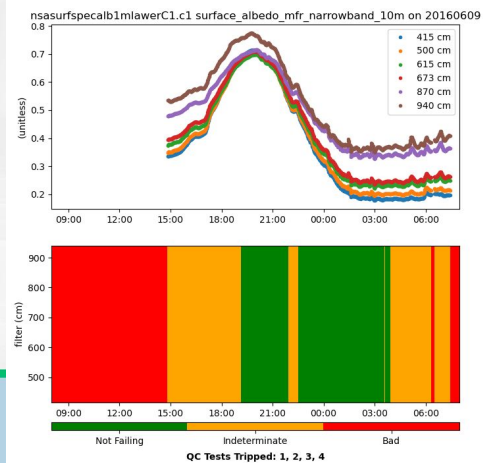 nsasurfspecalb1mlawerC1.c1 surface_albedo_mfr_narrowband_10m on 20160609
0.8
0.7
0.6
0.5
0.4
0.3
0.2
(unitless)
415 cm
500 cm
615 cm
673 cm
870 cm
940 cm
09:00 12:00 15:00 18:00 21:00 00:00 03:00 06:00
900
800
700
600
500
filter (cm)
09:00 12:00 15:00 18:00 21:00 00:00 03:00 06:00
Not Failing Indeterminate Bad
QC Tests Tripped: 1, 2, 3, 4